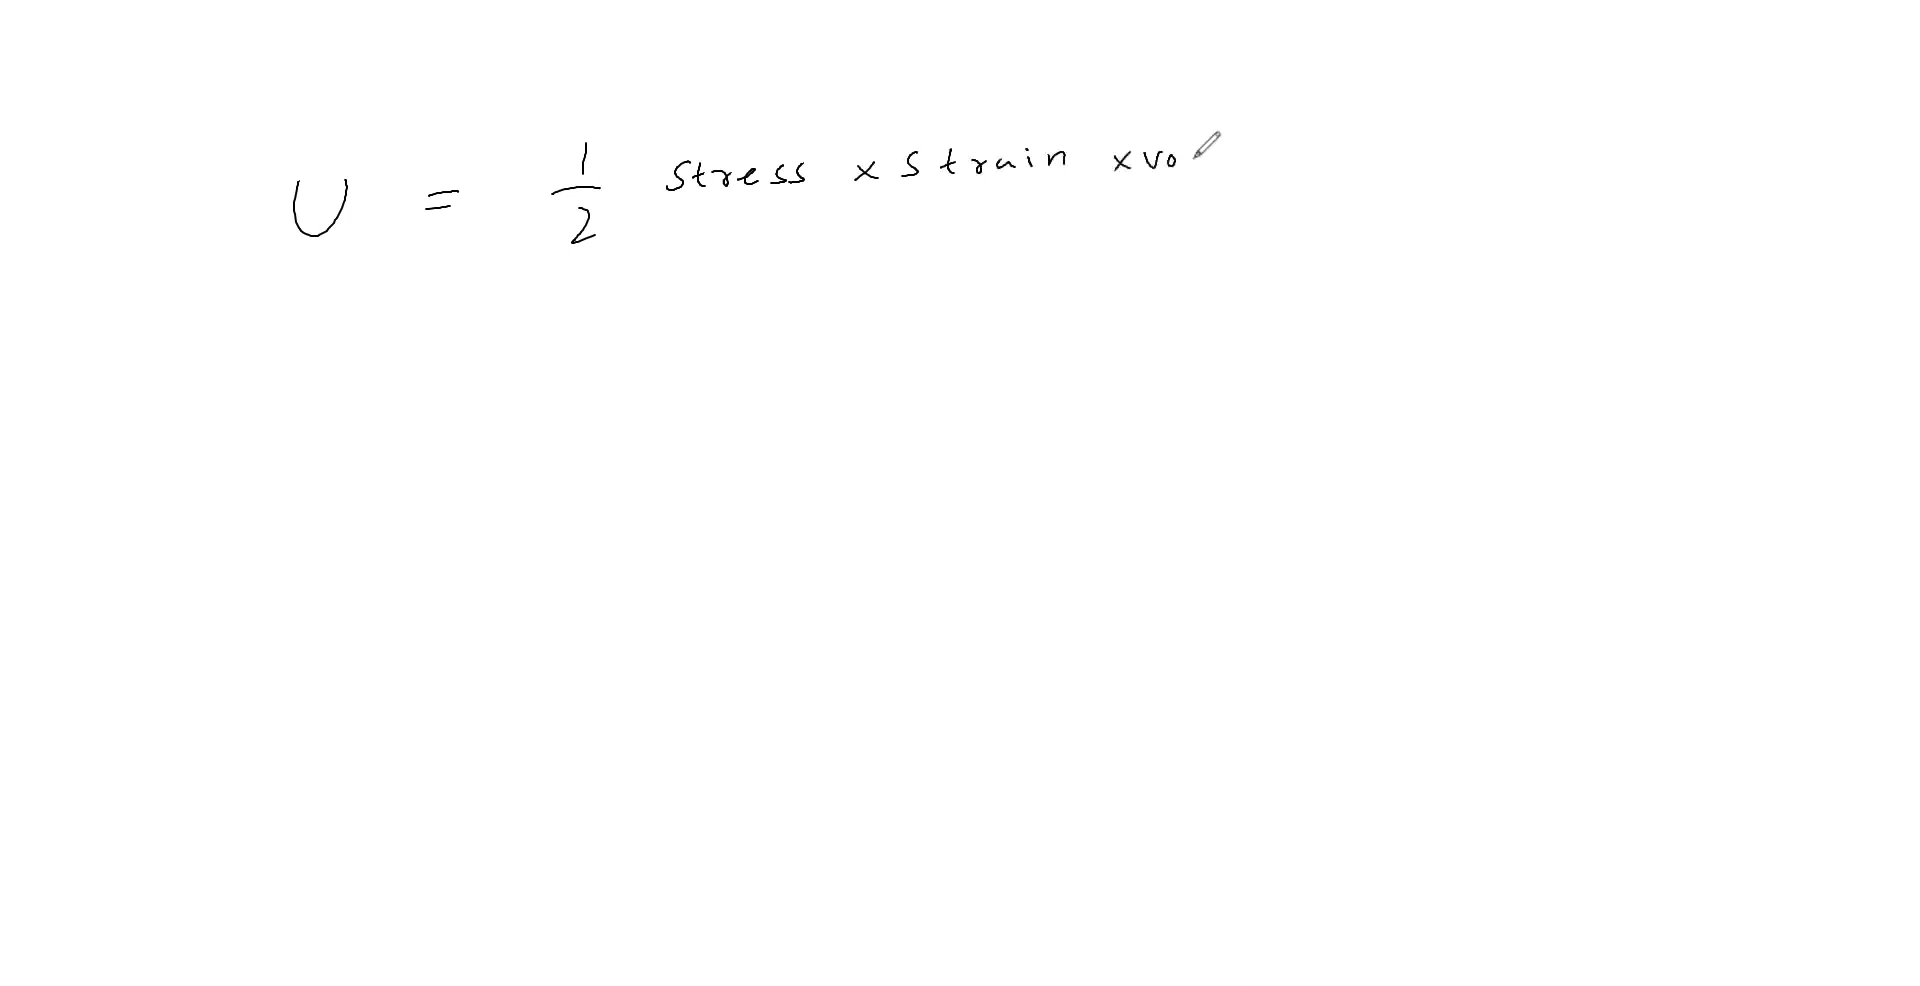 U = 1/2 stress x strain x vo